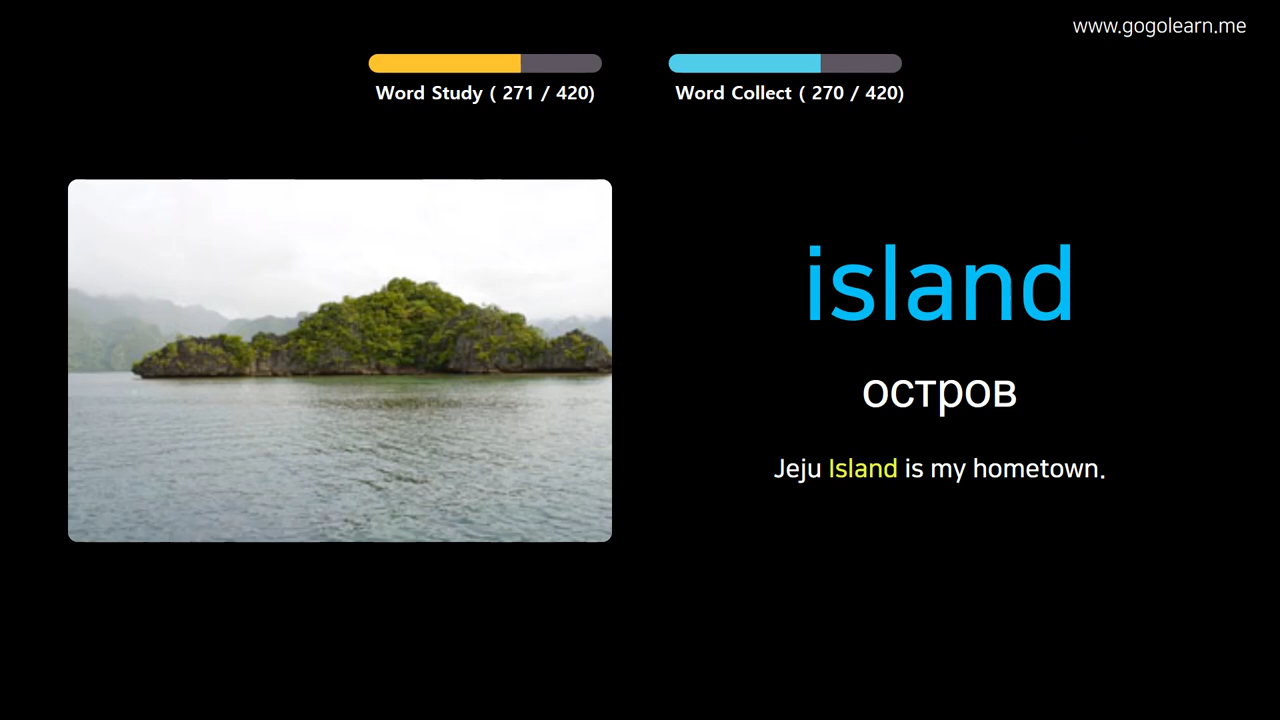 www.gogolearn.me
Word Study ( 271 / 420)
Word Collect ( 270 / 420)
island
остров
Jeju Island is my hometown.